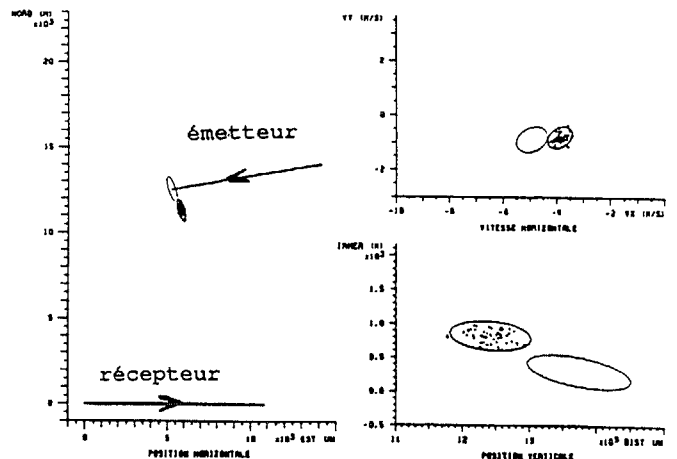 NORD (M)
x10³
20
15
10
5
0
émetteur
récepteur
0
5
10
x10³ EST (M)
POSITION HORIZONTALE
VY (M/S)
2
0
-2
-10
-8
-6
-4
-2
VX (M/S)
VITESSE HORIZONTALE
IMMER (M)
x10³
1.5
1.0
0.5
0.0
-0.5
11
12
13
x10³ DIST (M)
POSITION VERTICALE